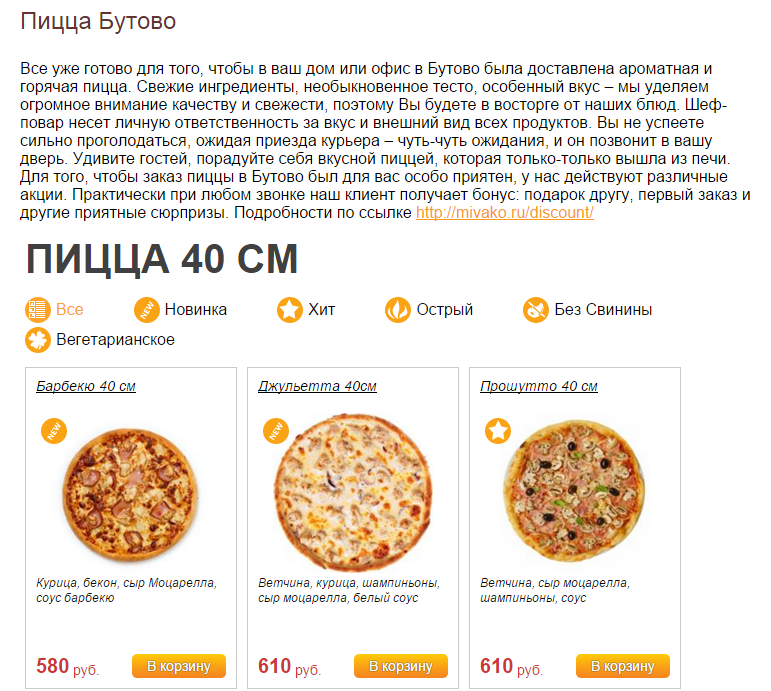 Пицца Бутово
Все уже готово для того, чтобы в ваш дом или офис в Бутово была доставлена ароматная и
горячая пицца. Свежие ингредиенты, необыкновенное тесто, особенный вкус – мы уделяем
огромное внимание качеству и свежести, поэтому Вы будете в восторге от наших блюд. Шеф-
повар несет личную ответственность за вкус и внешний вид всех продуктов. Вы не успеете
сильно проголодаться, ожидая приезда курьера – чуть-чуть ожидания, и он позвонит в вашу
дверь. Удивите гостей, порадуйте себя вкусной пиццей, которая только-только вышла из печи.
Для того, чтобы заказ пиццы в Бутово был для вас особо приятен, у нас действуют различные
акции. Практически при любом звонке наш клиент получает бонус: подарок другу, первый заказ и
другие приятные сюрпризы. Подробности по ссылке http://mivako.ru/discount/
ПИЦЦА 40 СМ
Все NEW Новинка Хит Острый Без Свинины
Вегетарианское
Барбекю 40 см
NEW
Курица, бекон, сыр Моцарелла,
соус барбекю
580 руб. В корзину
Джульетта 40см
NEW
Ветчина, курица, шампиньоны,
сыр моцарелла, белый соус
610 руб. В корзину
Прошутто 40 см
Ветчина, сыр моцарелла,
шампиньоны, соус
610 руб. В корзину